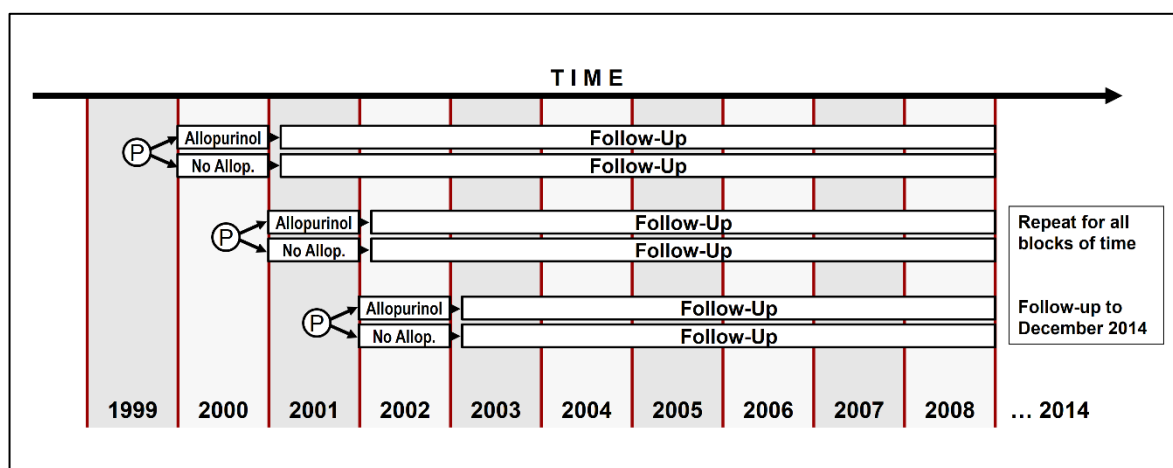 TIME
P
Allopurinol
No Allop.
Follow-Up
Follow-Up
P
Allopurinol
No Allop.
Follow-Up
Follow-Up
Repeat for all
blocks of time
P
Allopurinol
No Allop.
Follow-Up
Follow-Up
Follow-up to
December 2014
1999 2000 2001 2002 2003 2004 2005 2006 2007 2008 ... 2014